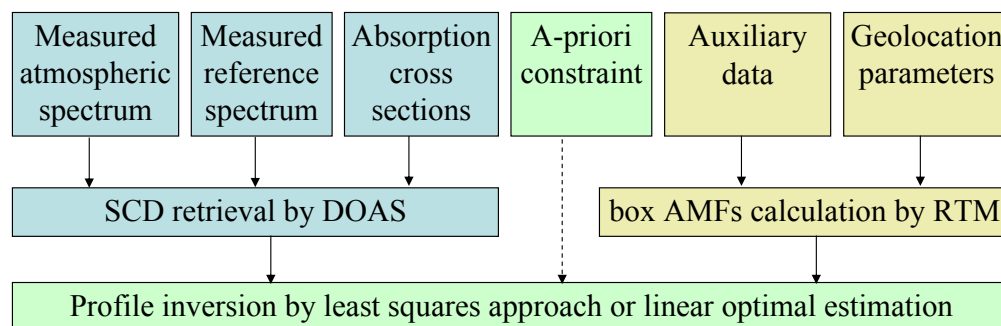 Measured
atmospheric
spectrum
Measured
reference
spectrum
Absorption
cross
sections
A-priori
constraint
Auxiliary
data
Geolocation
parameters
SCD retrieval by DOAS
box AMFs calculation by RTM
Profile inversion by least squares approach or linear optimal estimation